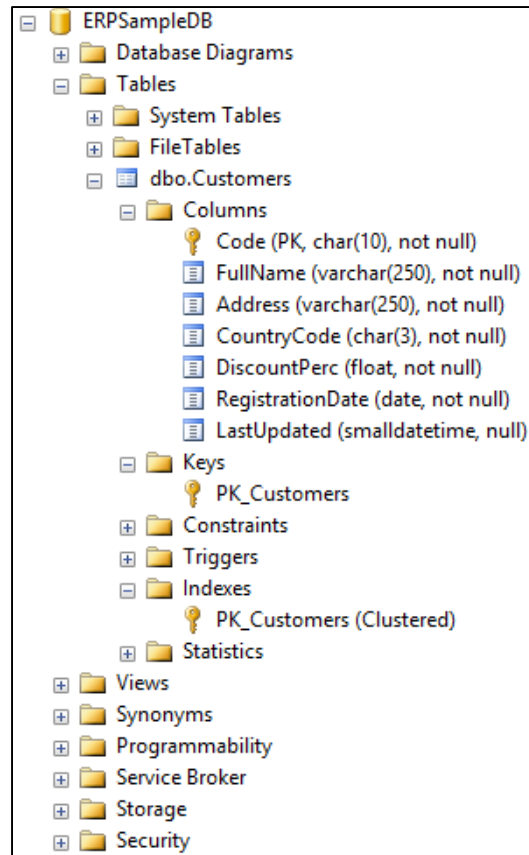 ERPSampleDB
Database Diagrams
Tables
System Tables
FileTables
dbo.Customers
Columns
Code (PK, char(10), not null)
FullName (varchar(250), not null)
Address (varchar(250), not null)
CountryCode (char(3), not null)
DiscountPerc (float, not null)
RegistrationDate (date, not null)
LastUpdated (smalldatetime, null)
Keys
PK_Customers
Constraints
Triggers
Indexes
PK_Customers (Clustered)
Statistics
Views
Synonyms
Programmability
Service Broker
Storage
Security